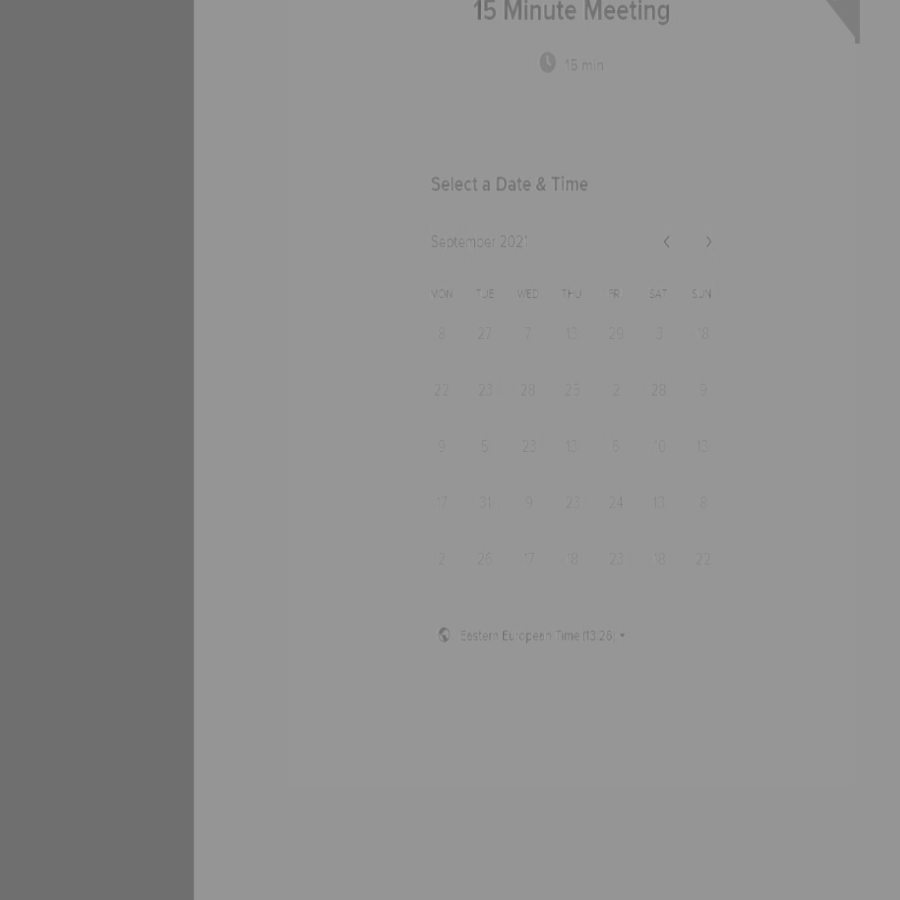 15 Minute Meeting
15 min
Select a Date & Time
September 2021
MON TUE WED THU FRI SAT SUN
8 27 7 13 29 3 18
22 23 28 23 2 28 9
9 5 23 13 6 10 13
17 31 9 23 24 13 8
2 26 17 18 23 18 22
Eastern European Time (13:26)